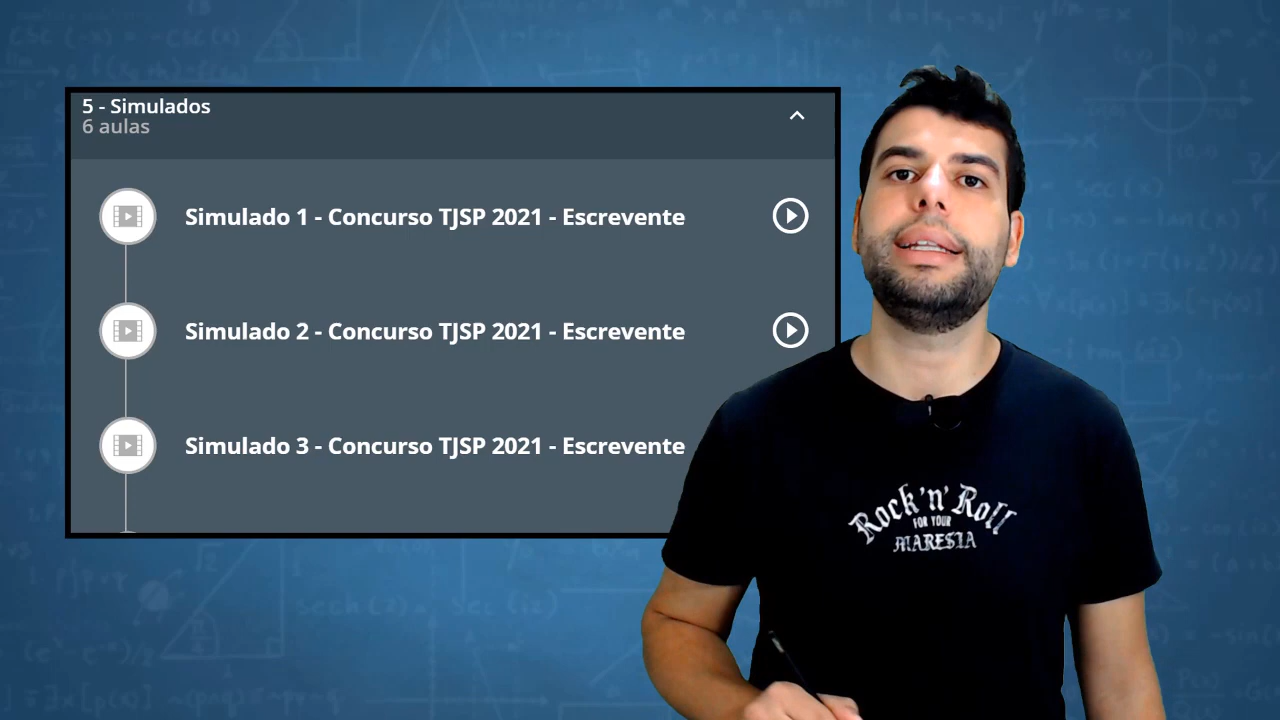 5 - Simulados
6 aulas
Simulado 1 - Concurso TJSP 2021 - Escrevente
Simulado 2 - Concurso TJSP 2021 - Escrevente
Simulado 3 - Concurso TJSP 2021 - Escrevente
Rock 'n' Roll
FOR YOUR
MARESIA